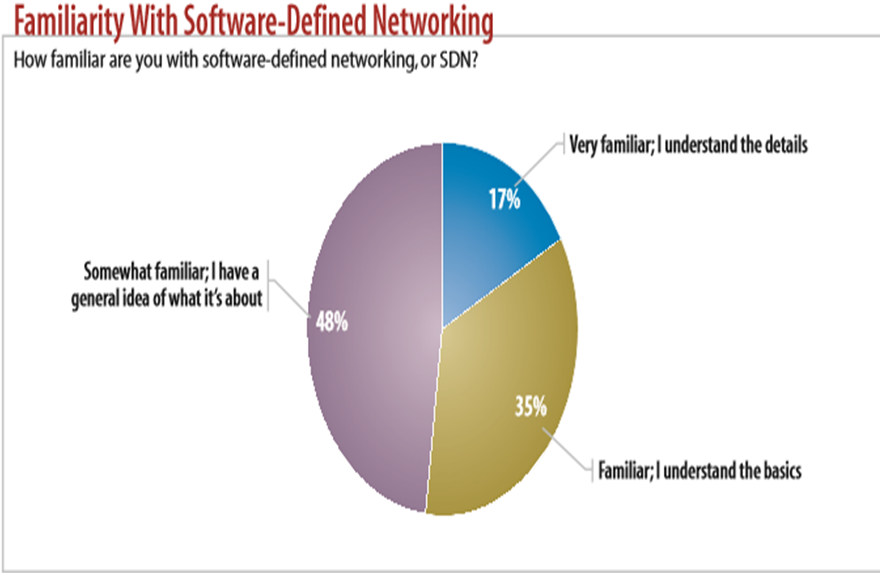 Familiarity With Software-Defined Networking
How familiar are you with software-defined networking, or SDN?
Very familiar; I understand the details
17%
Somewhat familiar; I have a
general idea of what it's about
48%
35%
Familiar; I understand the basics